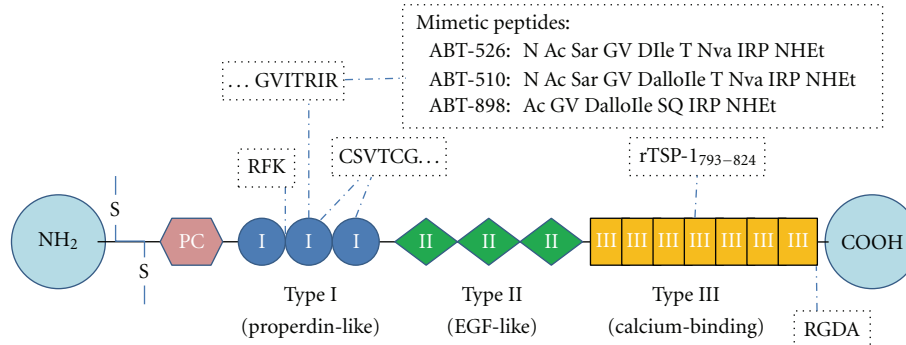 Mimetic peptides:
ABT-526: N Ac Sar GV DIle T Nva IRP NHEt
ABT-510: N Ac Sar GV DalloIle T Nva IRP NHEt
ABT-898: Ac GV DalloIle SQ IRP NHEt
... GVITRIR
RFK
CSVTCG...
rTSP-1793−824
S
NH2
PC
I
I
I
II
II
II
III
III
III
III
III
III
III
COOH
S
Type I
(properdin-like)
Type II
(EGF-like)
Type III
(calcium-binding)
RGDA